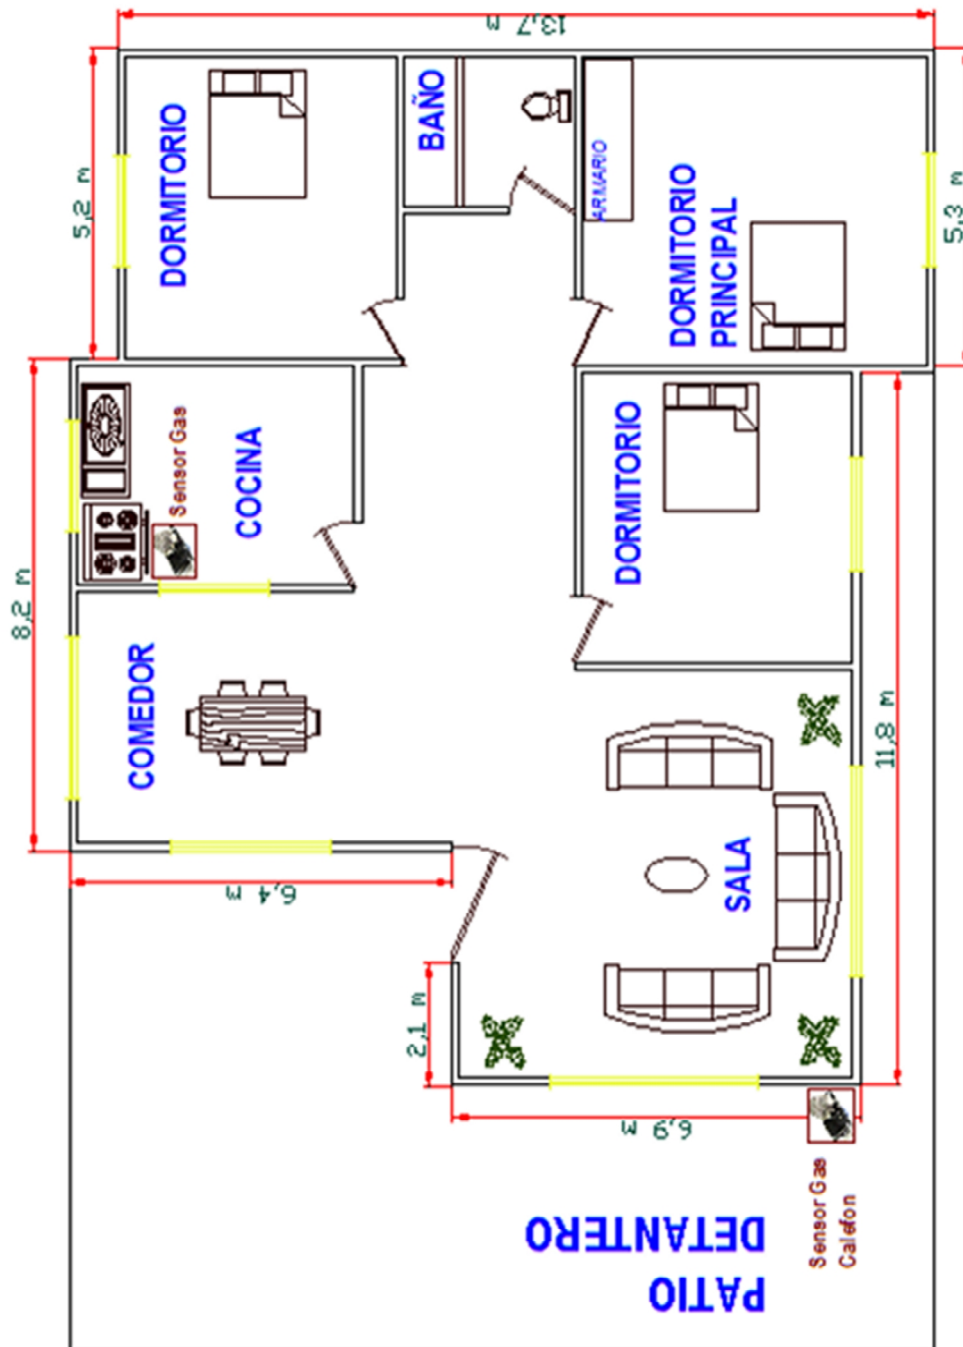 13,7 m
5,2 m
DORMITORIO
BAÑO
ARMARIO
DORMITORIO
PRINCIPAL
5,3 m
8,2 m
Sensor Gas
COCINA
DORMITORIO
COMEDOR
11,8 m
SALA
6,4 m
2,1 m
6,9 m
Sensor Gas
Calefon
PATIO
DETANTERO